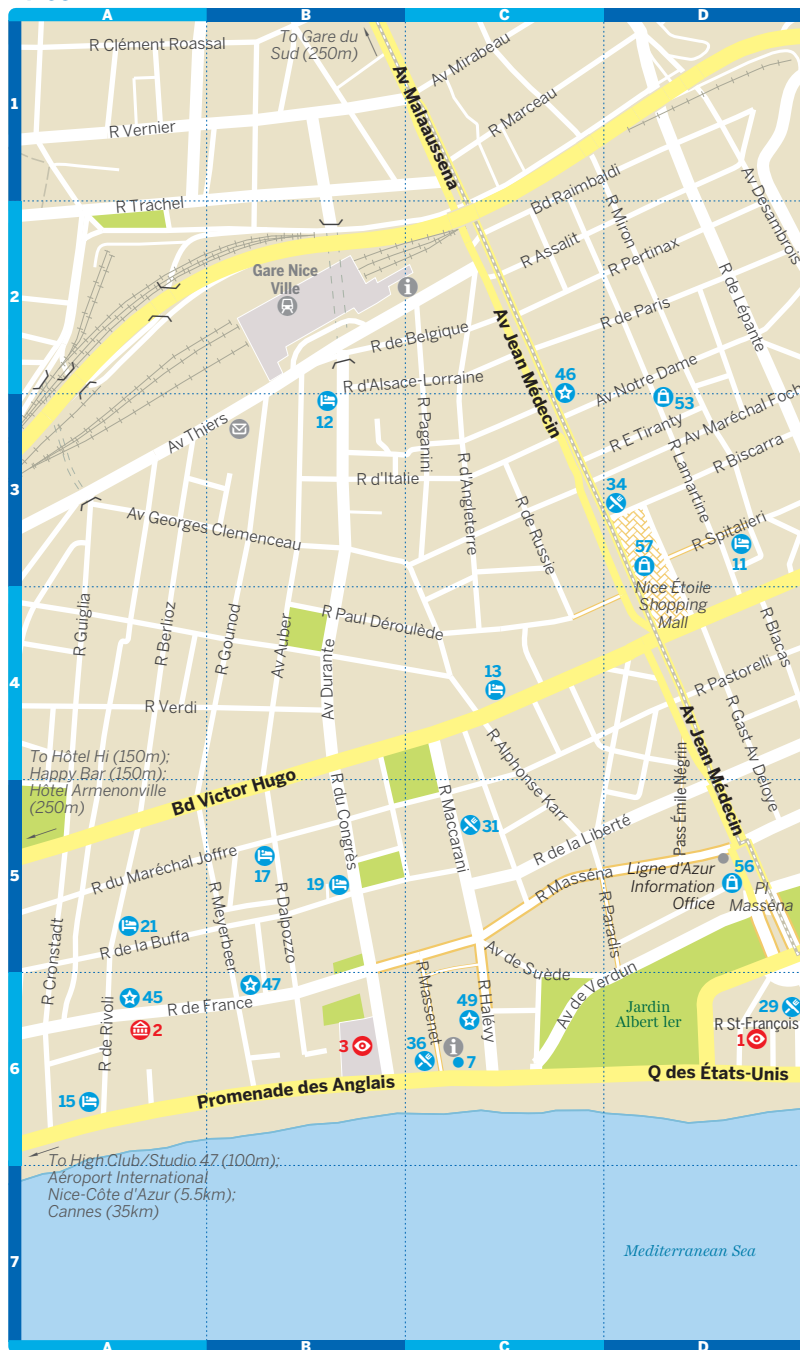 A B C D
R Clément Roassal
To Gare du
Sud (250m)
Av Mirabeau
Av Malaaussena
1
R Marceau
R Vernier
Bd Raimbaldi
Av Desambrois
R Trachel
R Miron
R Assalit
R Pertinax
Gare Nice
Ville
2
R de Lépante
R de Paris
R de Belgique
Av Jean Médecin
46
Av Notre Dame
R d'Alsace-Lorraine
12
53
Av Maréchal Foch
R Paganini
Av Thiers
R E Tiranty
R Biscarra
R d'Italie
R d'Angleterre
R Lamartine
3
34
R de Russie
Av Georges Clemenceau
R Spitalieri
57
11
Nice Étoile
Shopping
Mall
R Guiglia
R Berlioz
R Gounod
Av Auber
R Paul Déroulède
R Blacas
4
13
R Pastorelli
Av Durante
R Verdi
R Gast Av Deloye
Av Jean Médecin
To Hôtel Hi (150m);
Happy Bar (150m);
Hôtel Armenonville
(250m)
R Alphonse Karr
Pass Émile Négrin
Bd Victor Hugo
R du Congrès
R Maccarani
31
R de la Liberté
R du Maréchal Joffre
17
5
Ligne d'Azur
Information
Office
56
Pl
Masséna
19
R Masséna
R Meyerbeer
R Dalpozzo
R Paradis
21
R de la Buffa
R Cronstadt
Av de Suède
Av de Verdun
45
47
R de France
R Massenet
R Halévy
49
Jardin
Albert Ier
29
R St-François
2
R de Rivoli
3
36
7
1
6
Q des États-Unis
15
Promenade des Anglais
To High Club/Studio 47 (100m);
Aéroport International
Nice-Côte d'Azur (5.5km);
Cannes (35km)
Mediterranean Sea
7
A B C D